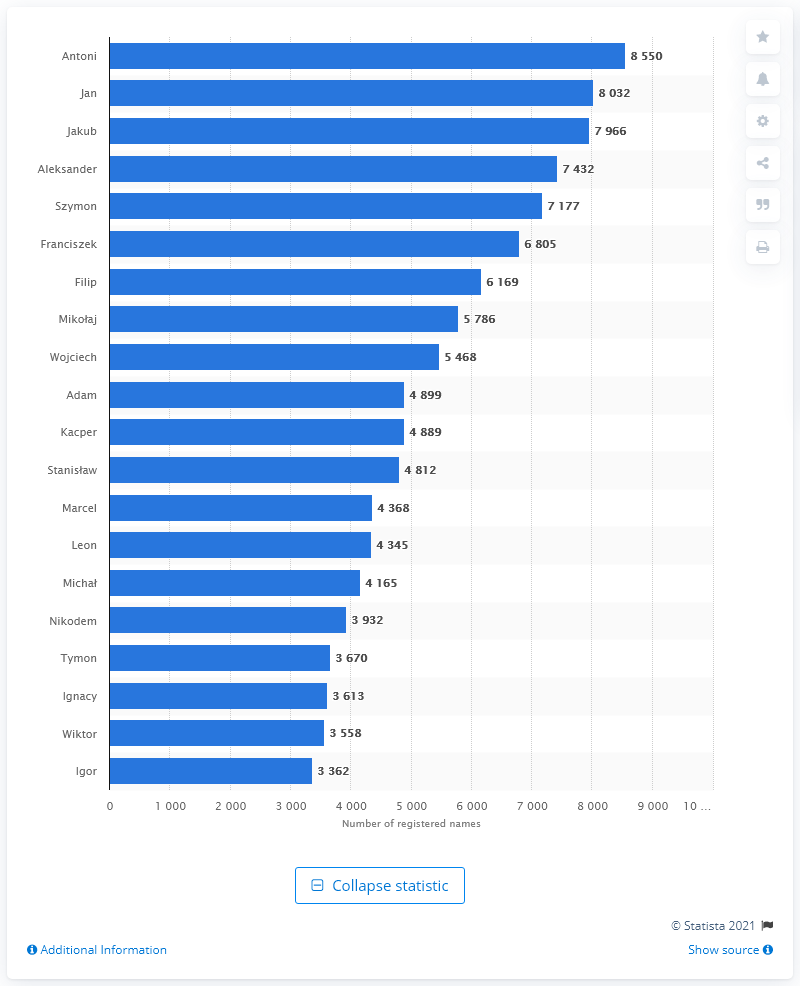 Antoni 8 550
Jan 8 032
Jakub 7 966
Aleksander 7 432
Szymon 7 177
Franciszek 6 805
Filip 6 169
Mikołaj 5 786
Wojciech 5 468
Adam 4 899
Kacper 4 889
Stanisław 4 812
Marcel 4 368
Leon 4 345
Michał 4 165
Nikodem 3 932
Tymon 3 670
Ignacy 3 613
Wiktor 3 558
Igor 3 362
0 1 000 2 000 3 000 4 000 5 000 6 000 7 000 8 000 9 000 10 ...
Number of registered names
Collapse statistic
© Statista 2021
Additional Information Show source